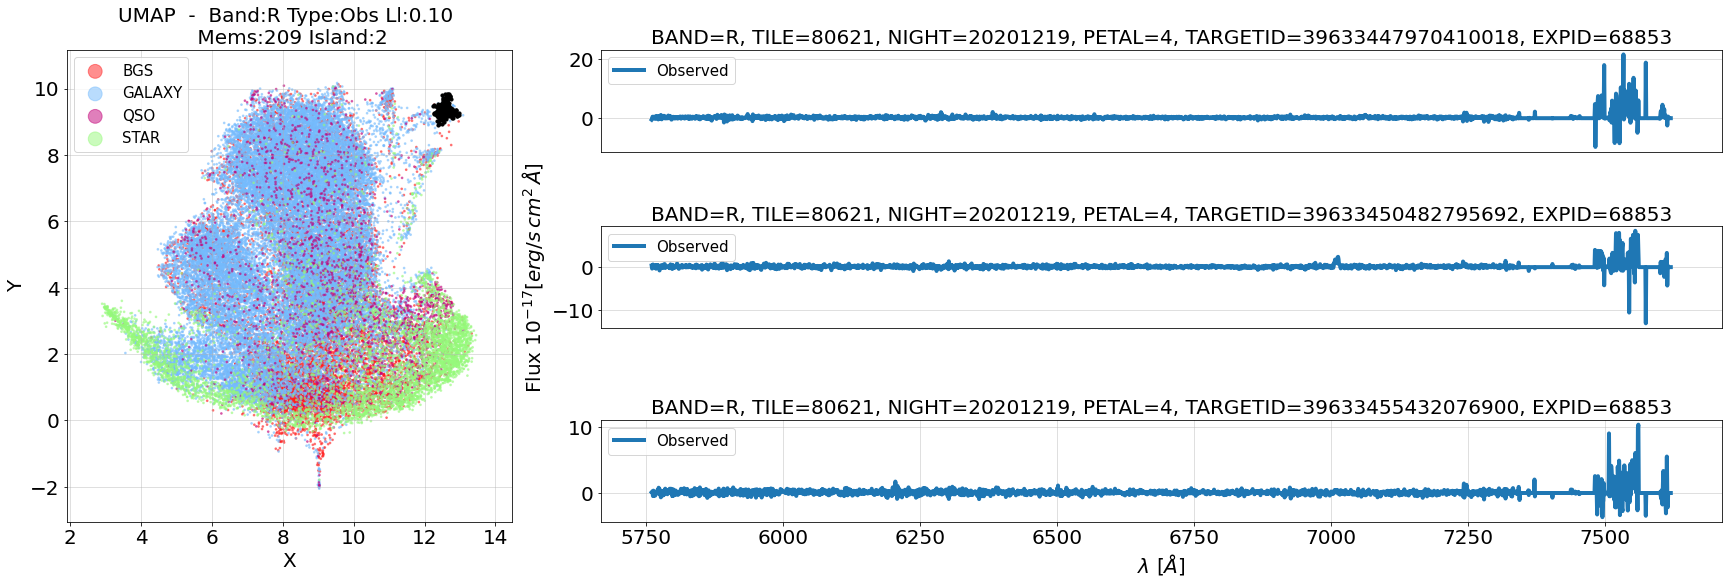 UMAP - Band:R Type:Obs Ll:0.10
Mems:209 Island:2
BGS
GALAXY
QSO
STAR
10
8
6
4
2
0
−2
Y
2
4
6
8
10
12
14
X
BAND=R, TILE=80621, NIGHT=20201219, PETAL=4, TARGETID=39633447970410018, EXPID=68853
Observed
20
0
BAND=R, TILE=80621, NIGHT=20201219, PETAL=4, TARGETID=39633450482795692, EXPID=68853
Observed
0
−10
Flux 10⁻¹⁷[erg/s cm² Å]
BAND=R, TILE=80621, NIGHT=20201219, PETAL=4, TARGETID=39633455432076900, EXPID=68853
Observed
10
0
5750
6000
6250
6500
6750
7000
7250
7500
λ [Å]